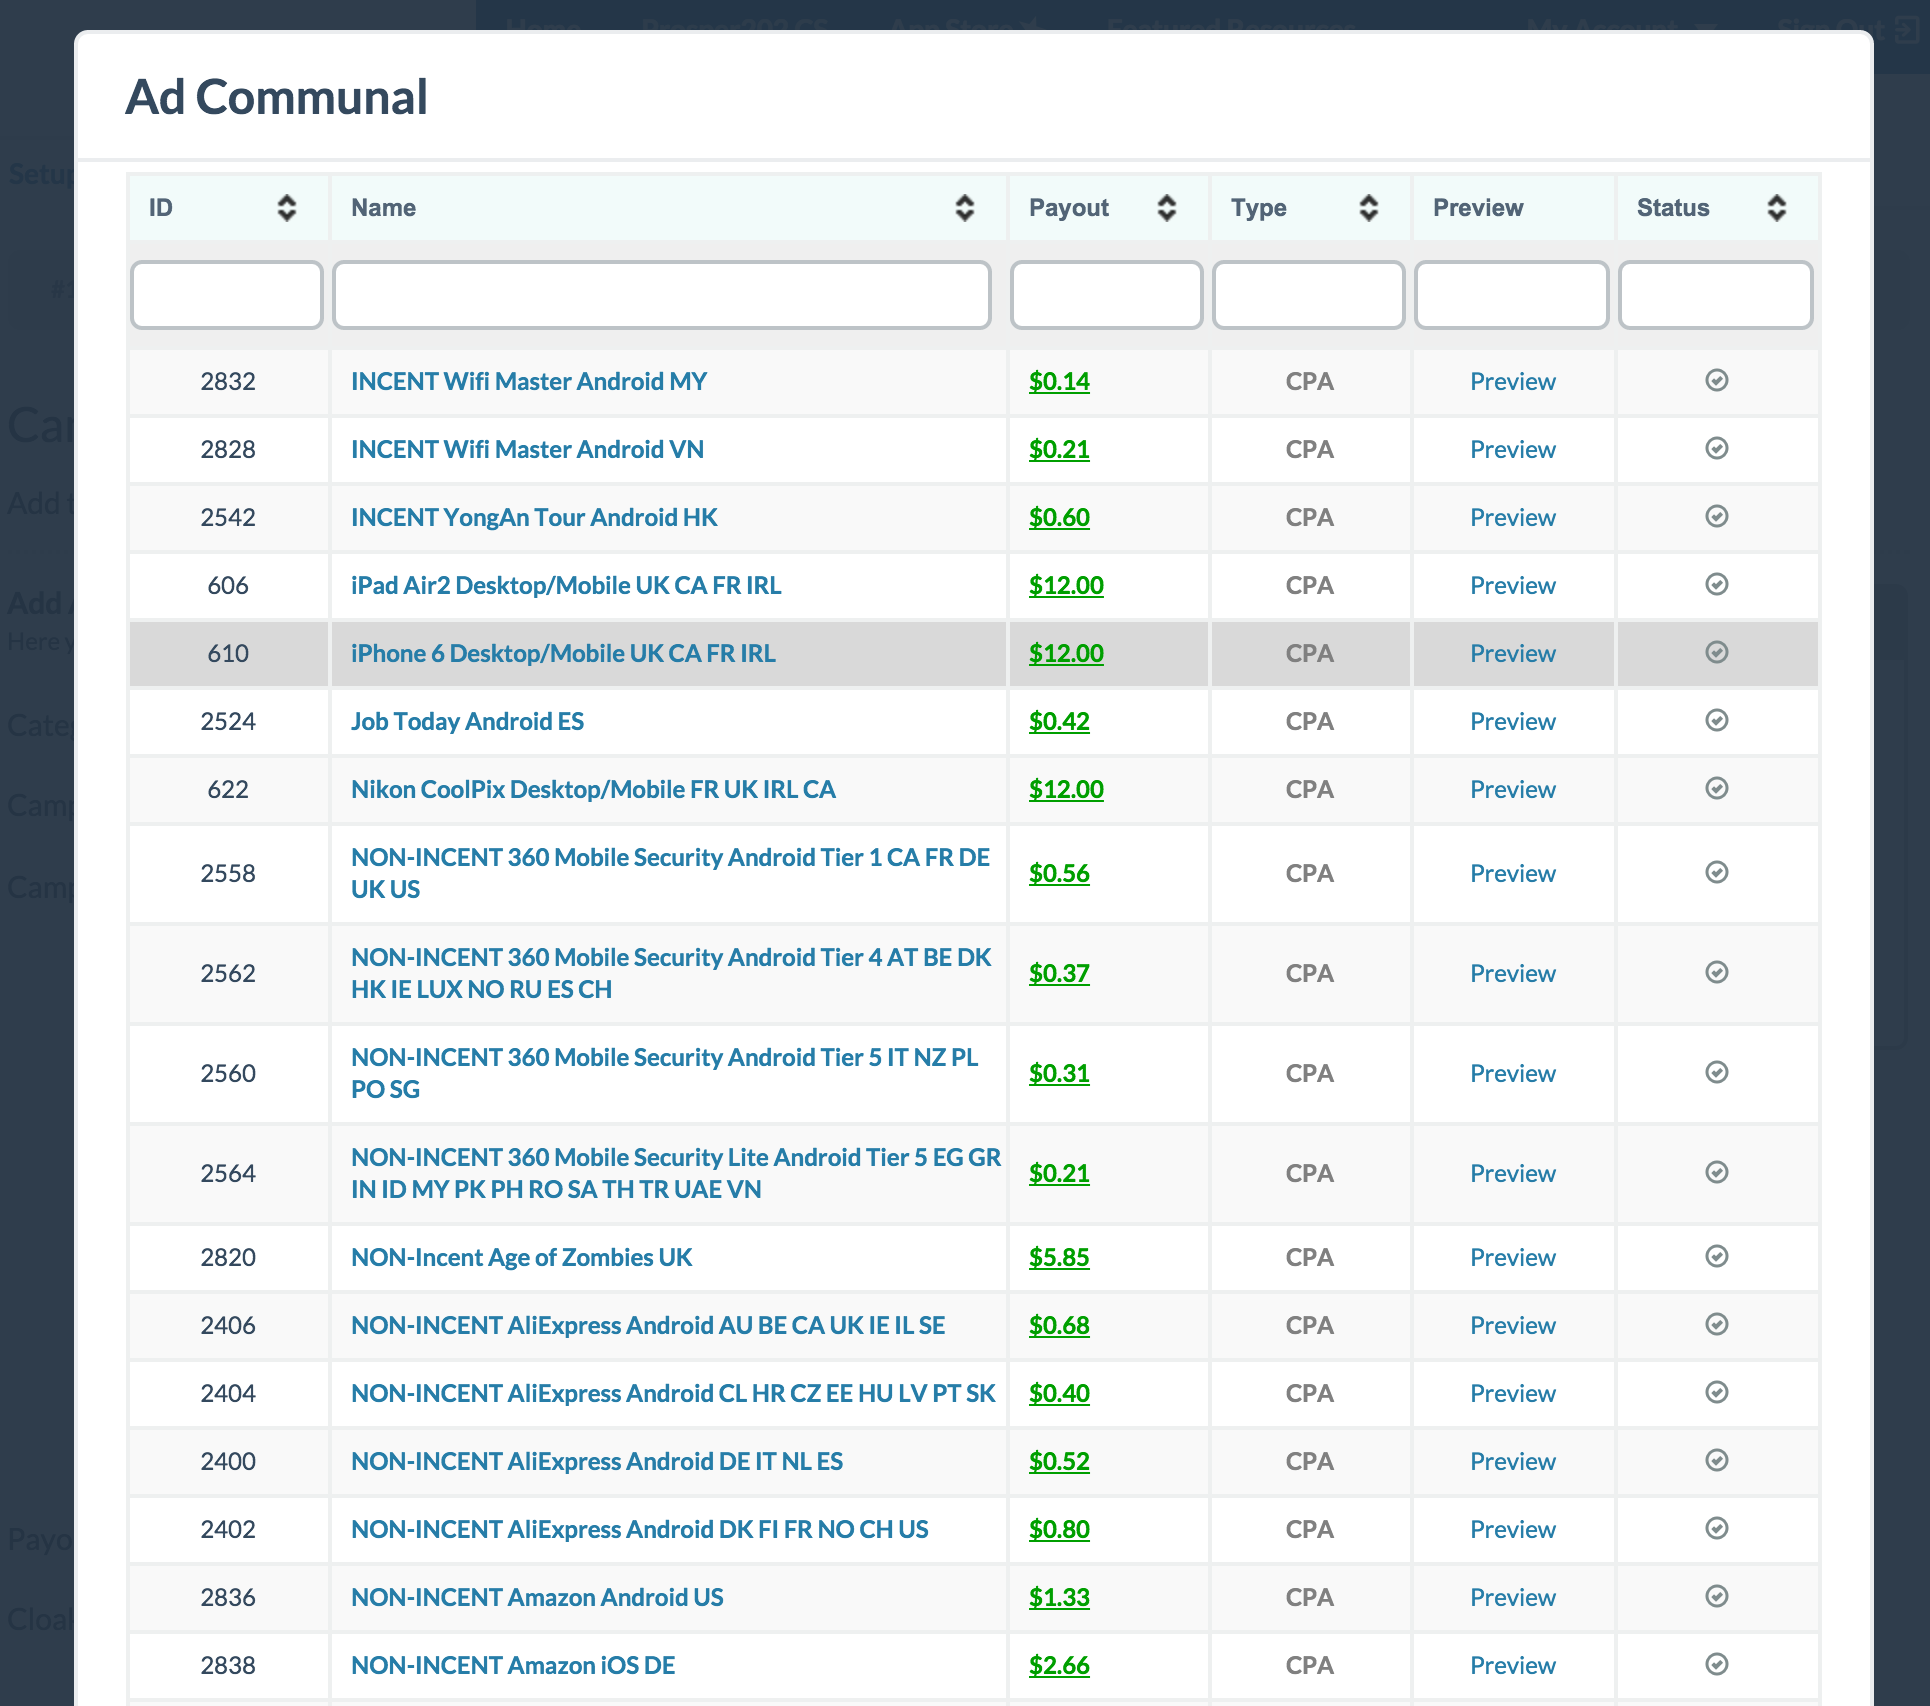 Home Prosper202 CS App Store Featured Resources My Account Sign Out
Ad Communal
Setup
#1
ID Name Payout Type Preview Status
2832 INCENT Wifi Master Android MY $0.14 CPA Preview
2828 INCENT Wifi Master Android VN $0.21 CPA Preview
2542 INCENT YongAn Tour Android HK $0.60 CPA Preview
606 iPad Air2 Desktop/Mobile UK CA FR IRL $12.00 CPA Preview
610 iPhone 6 Desktop/Mobile UK CA FR IRL $12.00 CPA Preview
2524 Job Today Android ES $0.42 CPA Preview
622 Nikon CoolPix Desktop/Mobile FR UK IRL CA $12.00 CPA Preview
2558 NON-INCENT 360 Mobile Security Android Tier 1 CA FR DE
UK US $0.56 CPA Preview
2562 NON-INCENT 360 Mobile Security Android Tier 4 AT BE DK
HK IE LUX NO RU ES CH $0.37 CPA Preview
2560 NON-INCENT 360 Mobile Security Android Tier 5 IT NZ PL
PO SG $0.31 CPA Preview
2564 NON-INCENT 360 Mobile Security Lite Android Tier 5 EG GR
IN ID MY PK PH RO SA TH TR UAE VN $0.21 CPA Preview
2820 NON-Incent Age of Zombies UK $5.85 CPA Preview
2406 NON-INCENT AliExpress Android AU BE CA UK IE IL SE $0.68 CPA Preview
2404 NON-INCENT AliExpress Android CL HR CZ EE HU LV PT SK $0.40 CPA Preview
2400 NON-INCENT AliExpress Android DE IT NL ES $0.52 CPA Preview
2402 NON-INCENT AliExpress Android DK FI FR NO CH US $0.80 CPA Preview
2836 NON-INCENT Amazon Android US $1.33 CPA Preview
2838 NON-INCENT Amazon iOS DE $2.66 CPA Preview